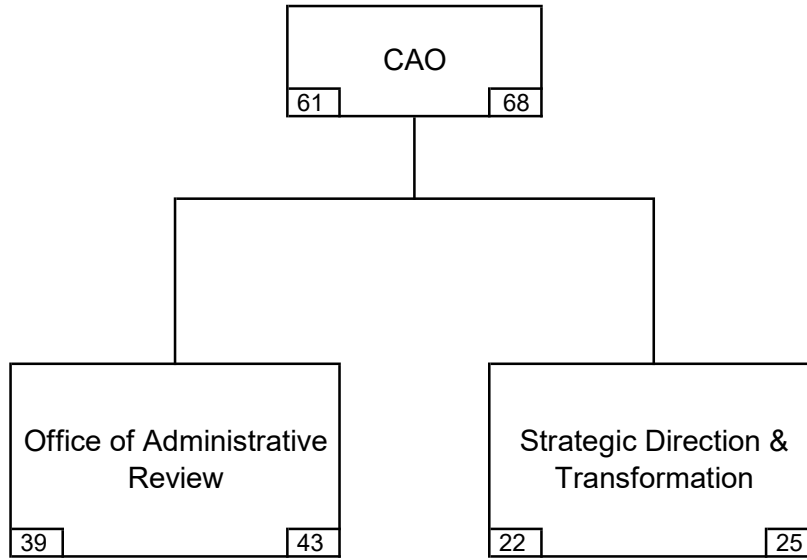 CAO
61 68
Office of Administrative
Review
39 43
Strategic Direction &
Transformation
22 25